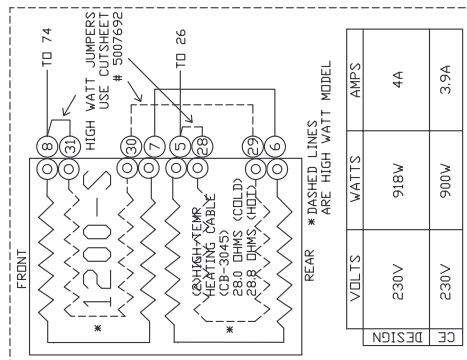 TO 74
HIGH WATT JUMPERS
USE CUTSHEET
# 5007692
TO 26
8
31
30
7
5
28
29
6
FRONT
1200-S
*
(2)HIGH TEMP
HEATING CABLE
(CB-3045)
28.0 OHMS (COLD)
28.8 OHMS (HOT)
*
REAR
* DASHED LINES
ARE HIGH WATT MODEL
VOLTS WATTS AMPS
DESIGN 230V 918W 4A
CE 230V 900W 3.9A